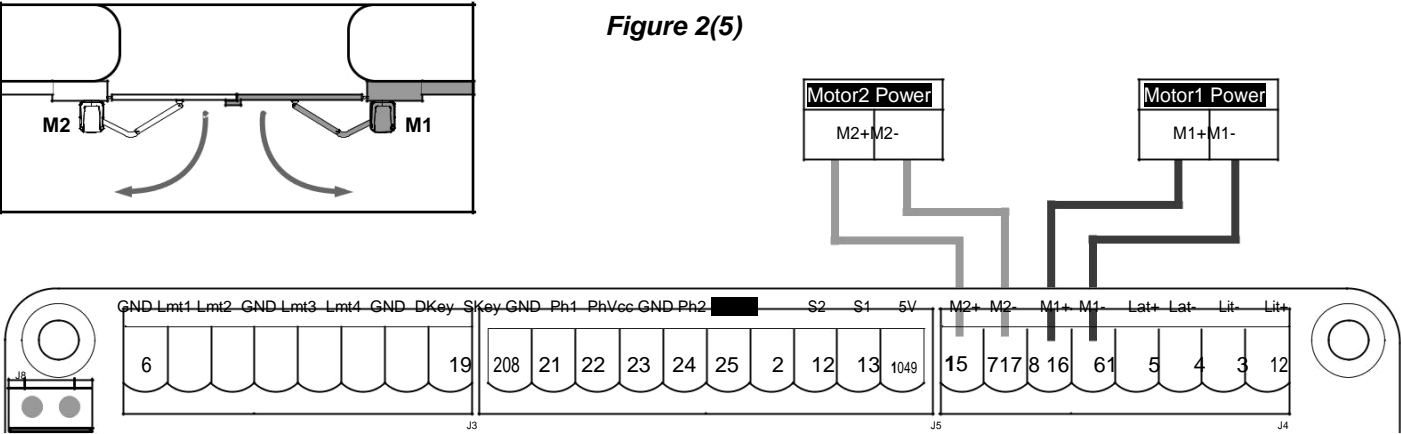 Figure 2(5)
M2
M1
Motor2 Power
Motor1 Power
M2+M2-
M1+M1-
GND Lmt1 Lmt2 GND Lmt3 Lmt4 GND DKey SKey GND Ph1 PhVcc GND Ph2 S2 S1 5V M2+ M2- M1+ M1- Lat+ Lat- Lit- Lit+
6 19 208 21 22 23 24 25 2 12 13 1049 15 717 8 16 61 5 4 3 12
J8
J3 J5 J4